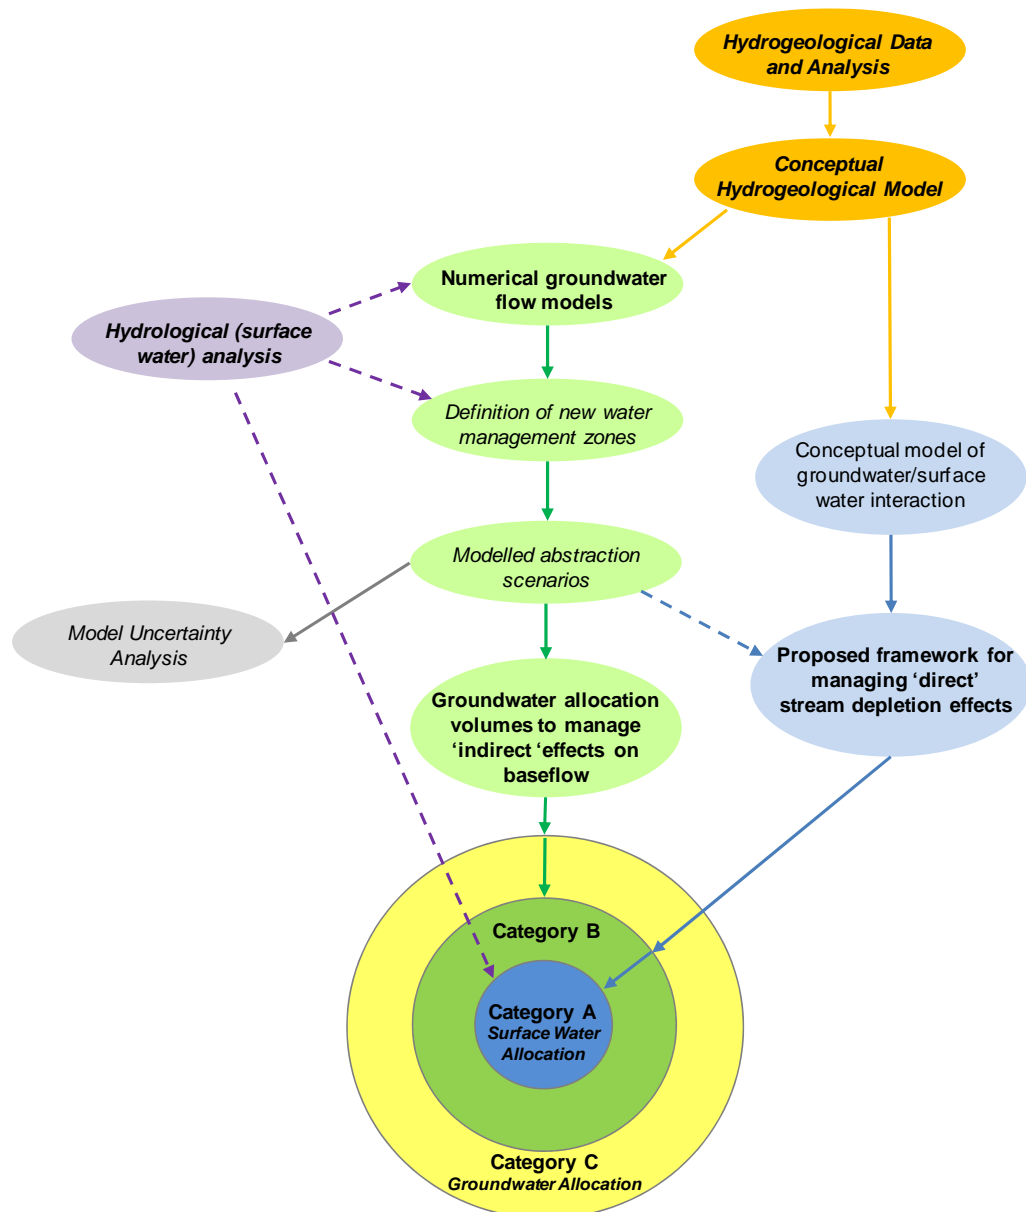 Hydrogeological Data
and Analysis
Conceptual
Hydrogeological Model
Numerical groundwater
flow models
Hydrological (surface
water) analysis
Definition of new water
management zones
Conceptual model of
groundwater/surface
water interaction
Modelled abstraction
scenarios
Model Uncertainty
Analysis
Proposed framework for
managing ‘direct’
stream depletion effects
Groundwater allocation
volumes to manage
‘indirect ‘effects on
baseflow
Category B
Category A
Surface Water
Allocation
Category C
Groundwater Allocation